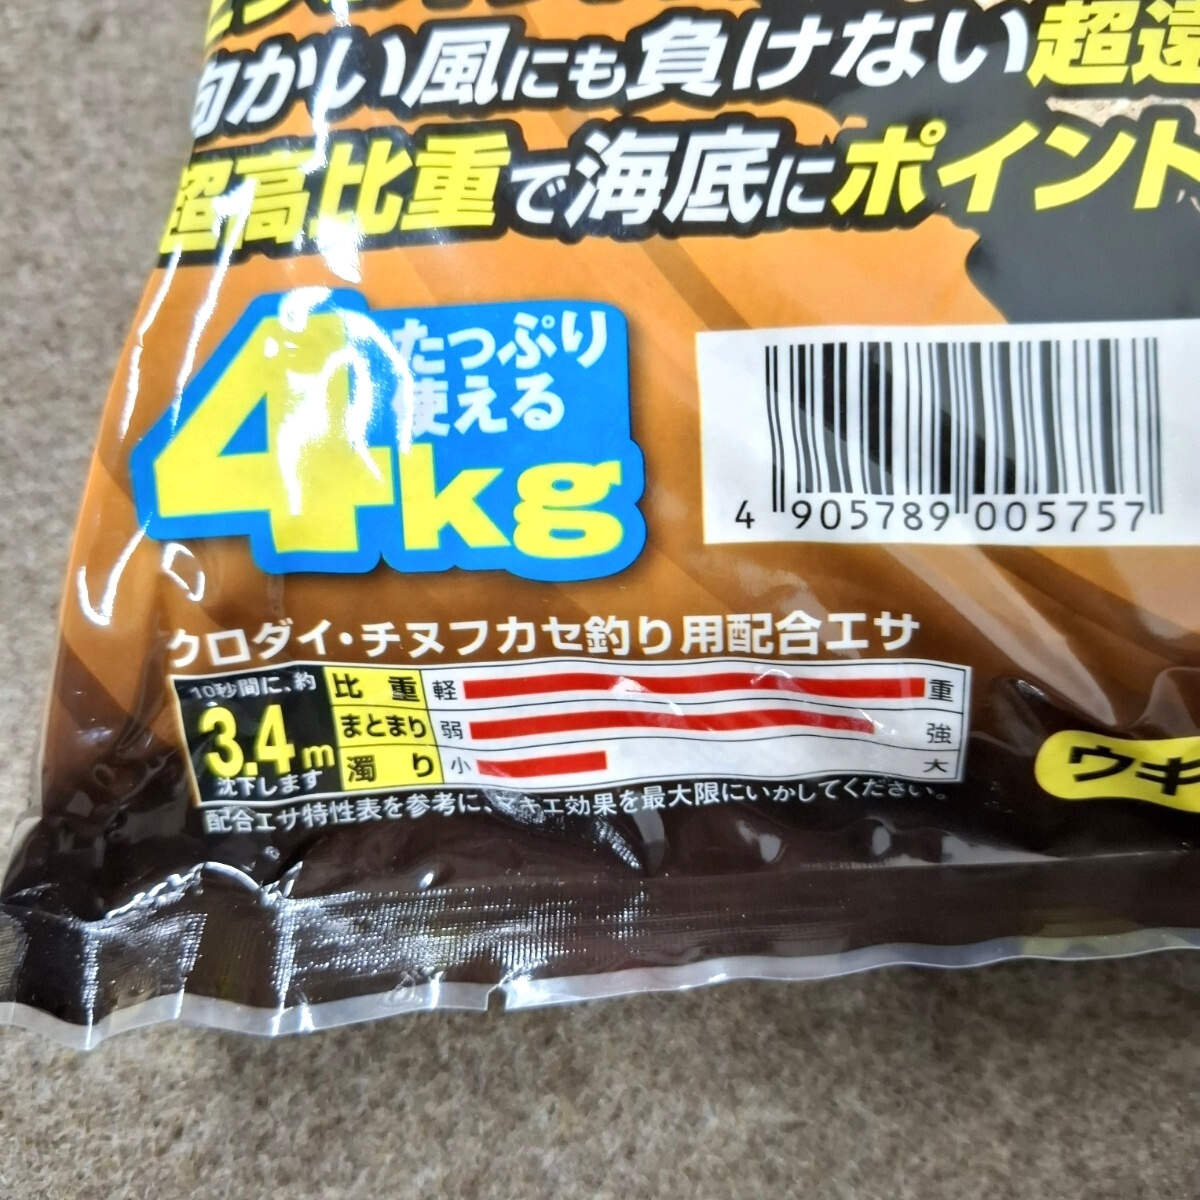 向かい風にも負けない超遠
超高比重で海底にポイント
たっぷり
使える
4kg
4 905789 005757
クロダイ・チヌフカセ釣り用配合エサ
10秒間に、約
3.4m
沈下します
比重 軽 重
まとまり 弱 強
濁り 小 大
配合エサ特性表を参考に、マキエ効果を最大限にいかしてください。
ウキ